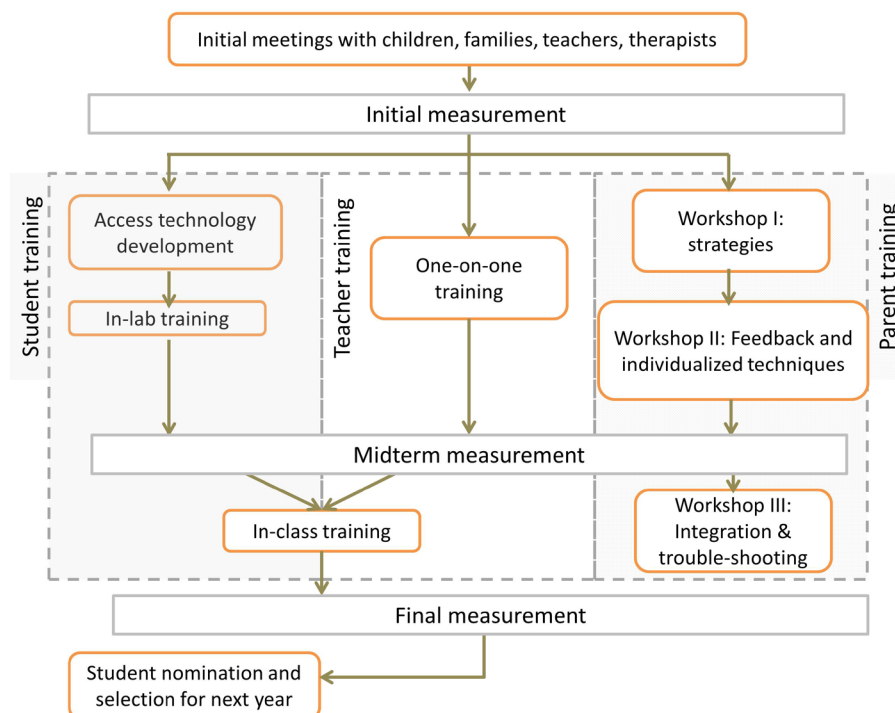 Initial meetings with children, families, teachers, therapists
Initial measurement
Student training
Access technology
development
In-lab training
Teacher training
One-on-one
training
Parent training
Workshop I:
strategies
Workshop II: Feedback and
individualized techniques
Midterm measurement
In-class training
Workshop III:
Integration &
trouble-shooting
Final measurement
Student nomination and
selection for next year